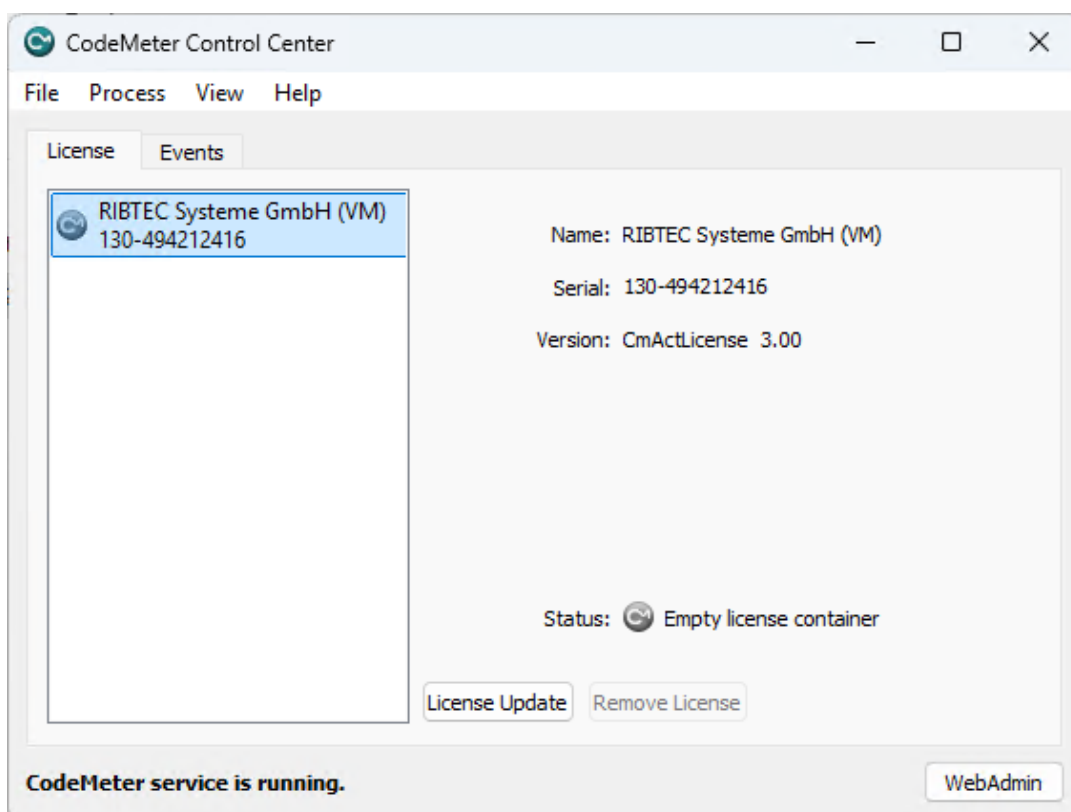 CodeMeter Control Center
File Process View Help
License Events
RIBTEC Systeme GmbH (VM)
130-494212416
Name: RIBTEC Systeme GmbH (VM)
Serial: 130-494212416
Version: CmActLicense 3.00
Status: Empty license container
License Update Remove License
CodeMeter service is running.
WebAdmin